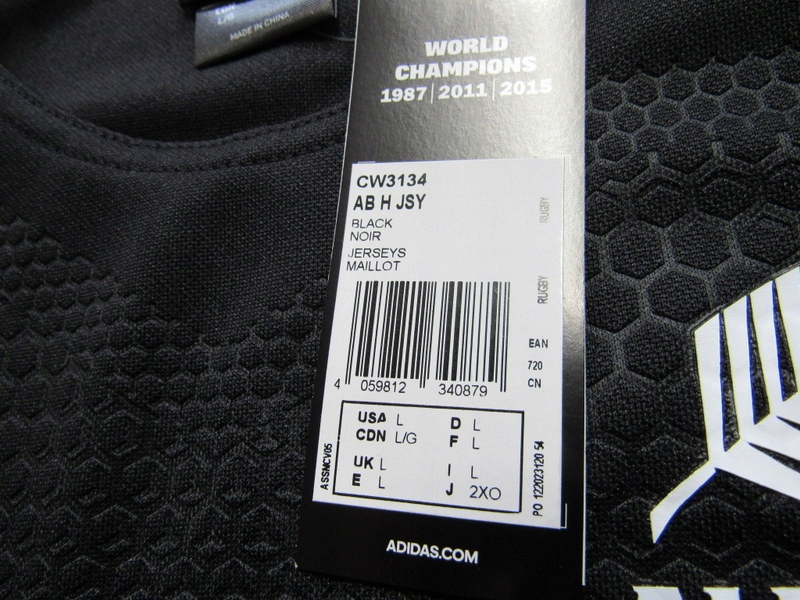 L/G
MADE IN CHINA
WORLD
CHAMPIONS
1987|2011|2015
CW3134
AB H JSY
BLACK
NOIR
JERSEYS
MAILLOT
RUGBY
RUGBY
EAN
720
CN
4 059812 340879
USA L D L
CDN L/G F L
UK L I L
E L J 2XO
ASSMCV05
PO 122023120 54
ADIDAS.COM